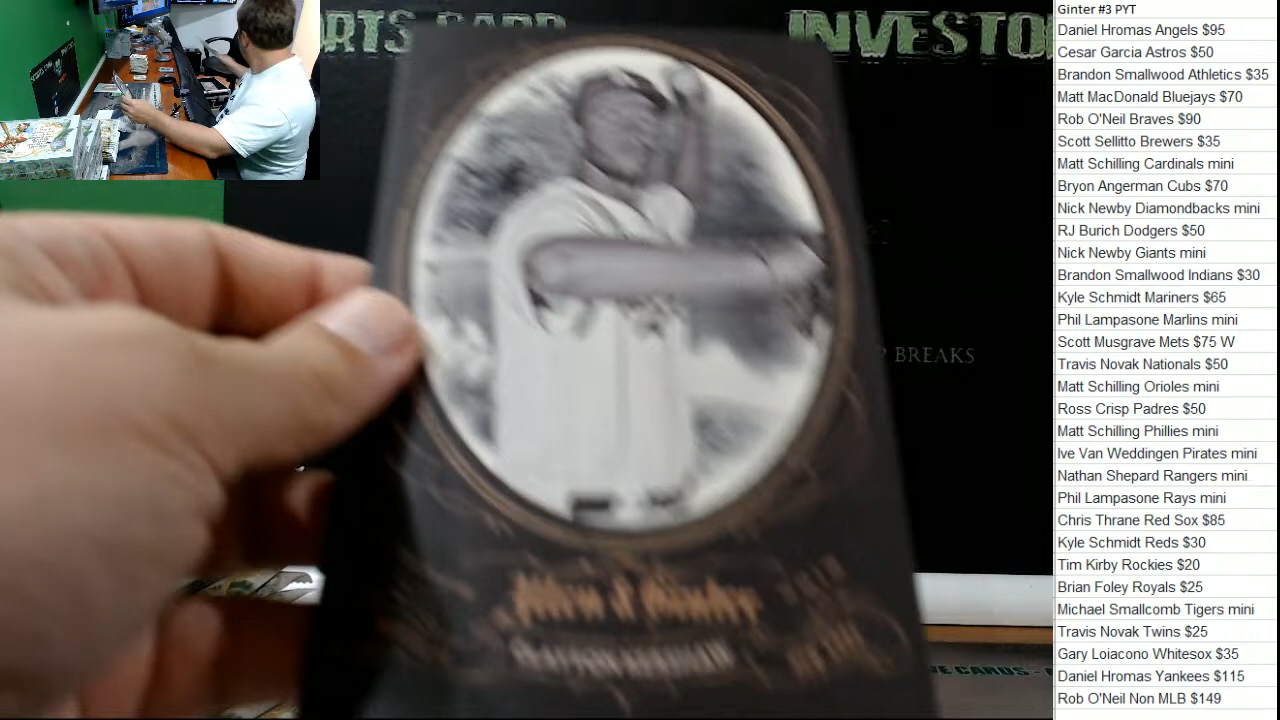 RTS CARD INVESTO
P BREAKS
VE CARDS -
Ginter #3 PYT
Daniel Hromas Angels $95
Cesar Garcia Astros $50
Brandon Smallwood Athletics $35
Matt MacDonald Bluejays $70
Rob O'Neil Braves $90
Scott Sellitto Brewers $35
Matt Schilling Cardinals mini
Bryon Angerman Cubs $70
Nick Newby Diamondbacks mini
RJ Burich Dodgers $50
Nick Newby Giants mini
Brandon Smallwood Indians $30
Kyle Schmidt Mariners $65
Phil Lampasone Marlins mini
Scott Musgrave Mets $75 W
Travis Novak Nationals $50
Matt Schilling Orioles mini
Ross Crisp Padres $50
Matt Schilling Phillies mini
Ive Van Weddingen Pirates mini
Nathan Shepard Rangers mini
Phil Lampasone Rays mini
Chris Thrane Red Sox $85
Kyle Schmidt Reds $30
Tim Kirby Rockies $20
Brian Foley Royals $25
Michael Smallcomb Tigers mini
Travis Novak Twins $25
Gary Loiacono Whitesox $35
Daniel Hromas Yankees $115
Rob O'Neil Non MLB $149